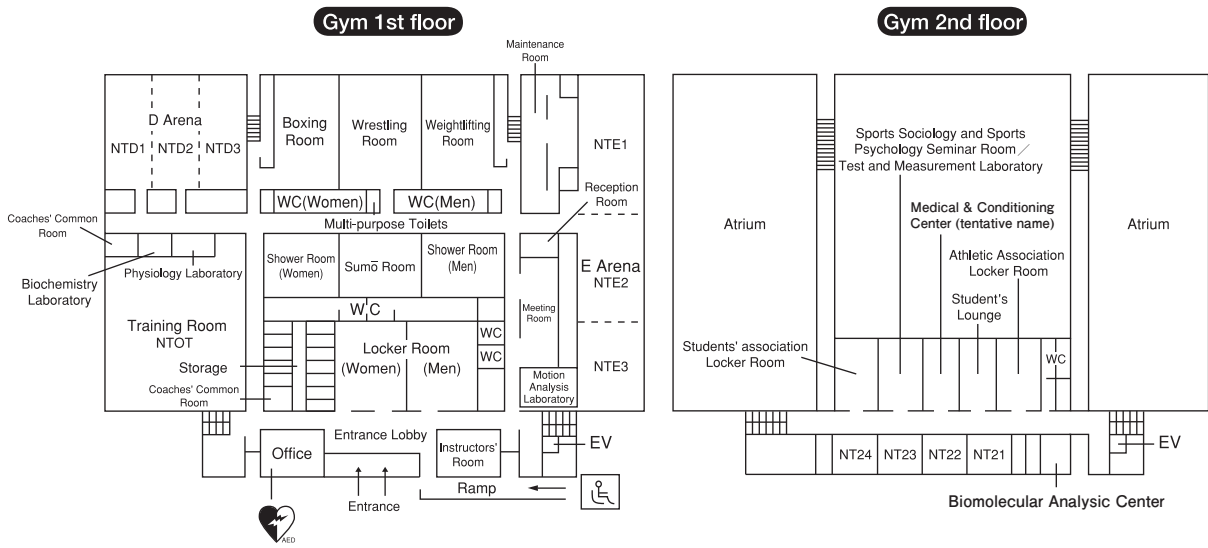 Gym 1st floor
Maintenance
Room
D Arena
NTD1
NTD2
NTD3
Boxing
Room
Wrestling
Room
Weightlifting
Room
NTE1
Reception
Room
WC(Women)
WC(Men)
Multi-purpose Toilets
Coaches' Common
Room
Biochemistry
Laboratory
Physiology Laboratory
Shower Room
(Women)
Sumō Room
Shower Room
(Men)
E Arena
NTE2
Meeting
Room
WC
WC
WC
Training Room
NTOT
Storage
Coaches' Common
Room
Locker Room
(Women)
(Men)
NTE3
Motion
Analysis
Laboratory
Entrance Lobby
Office
Instructors'
Room
EV
Ramp
Entrance
AED
Gym 2nd floor
Atrium
Sports Sociology and Sports
Psychology Seminar Room／
Test and Measurement Laboratory
Medical & Conditioning
Center (tentative name)
Athletic Association
Locker Room
Student's
Lounge
Students' association
Locker Room
WC
Atrium
NT24
NT23
NT22
NT21
EV
Biomolecular Analysic Center